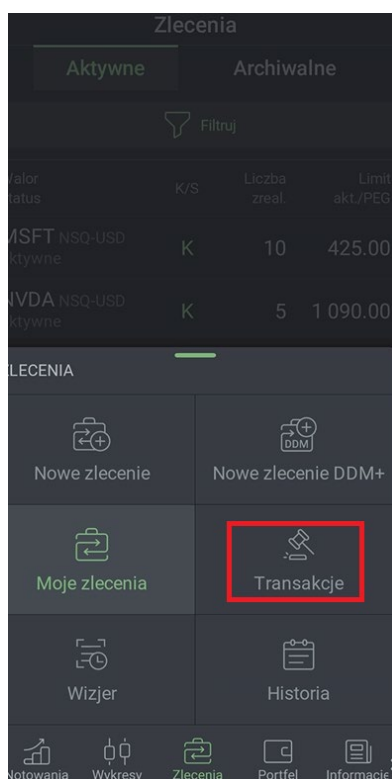 Zlecenia
Aktywne Archiwalne
Filtruj
Walor K/S Liczba Limit
status zreal. akt./PEG
MSFT NSQ-USD K 10 425.00
aktywne
NVDA NSQ-USD K 5 1 090.00
aktywne
ZLECENIA
Nowe zlecenie Nowe zlecenie DDM+
DDM
Moje zlecenia Transakcje
Wizjer Historia
Notowania Wykresy Zlecenia Portfel Informacje